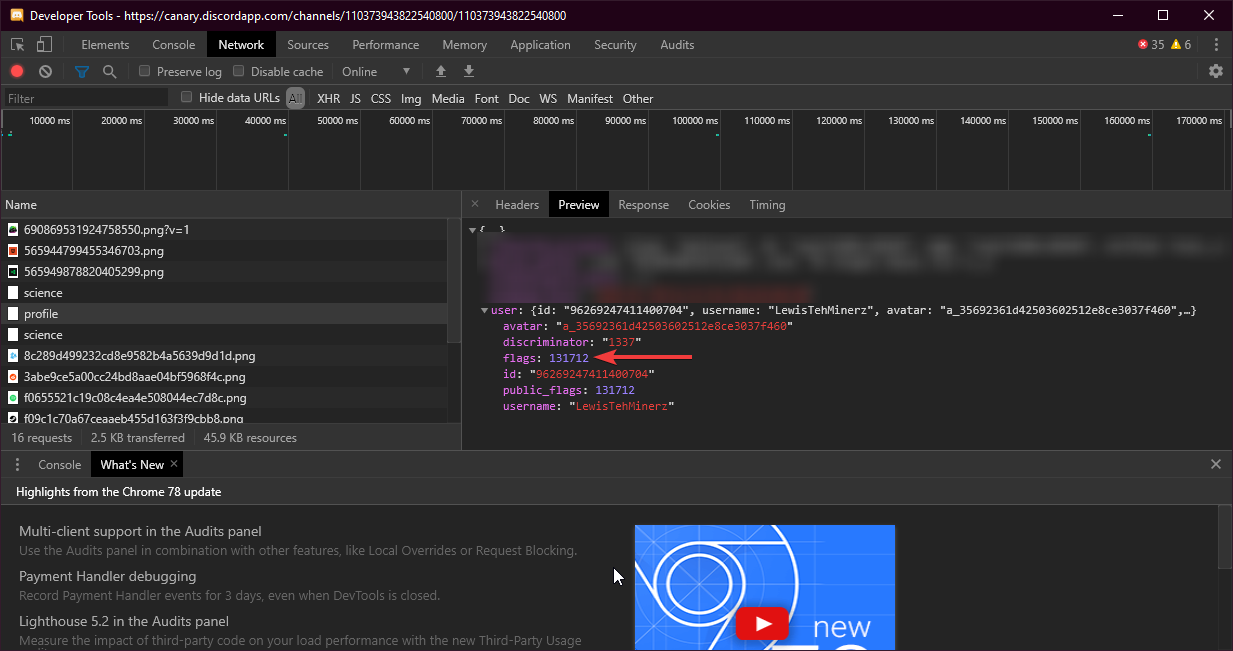 Developer Tools - https://canary.discordapp.com/channels/110373943822540800/110373943822540800
Elements Console Network Sources Performance Memory Application Security Audits 35 6
Preserve log Disable cache Online
Filter Hide data URLs All XHR JS CSS Img Media Font Doc WS Manifest Other
10000 ms 20000 ms 30000 ms 40000 ms 50000 ms 60000 ms 70000 ms 80000 ms 90000 ms 100000 ms 110000 ms 120000 ms 130000 ms 140000 ms 150000 ms 160000 ms 170000 ms
Name
690869531924758550.png?v=1
565944799455346703.png
565949878820405299.png
science
profile
science
8c289d499232cd8e9582b4a5639d9d1d.png
3abe9ce5a00cc24bd8aae04bf5968f4c.png
f0655521c19c08c4ea4e508044ec7d8c.png
f09c1c70a67ceaaeb455d163f3f9cbb8.png
16 requests 2.5 KB transferred 45.9 KB resources
Headers Preview Response Cookies Timing
user: {id: "96269247411400704", username: "LewisTehMinerz", avatar: "a_35692361d42503602512e8ce3037f460",…}
avatar: "a_35692361d42503602512e8ce3037f460"
discriminator: "1337"
flags: 131712
id: "96269247411400704"
public_flags: 131712
username: "LewisTehMinerz"
Console What's New
Highlights from the Chrome 78 update
Multi-client support in the Audits panel
Use the Audits panel in combination with other features, like Local Overrides or Request Blocking.
Payment Handler debugging
Record Payment Handler events for 3 days, even when DevTools is closed.
Lighthouse 5.2 in the Audits panel
Measure the impact of third-party code on your load performance with the new Third-Party Usage
new